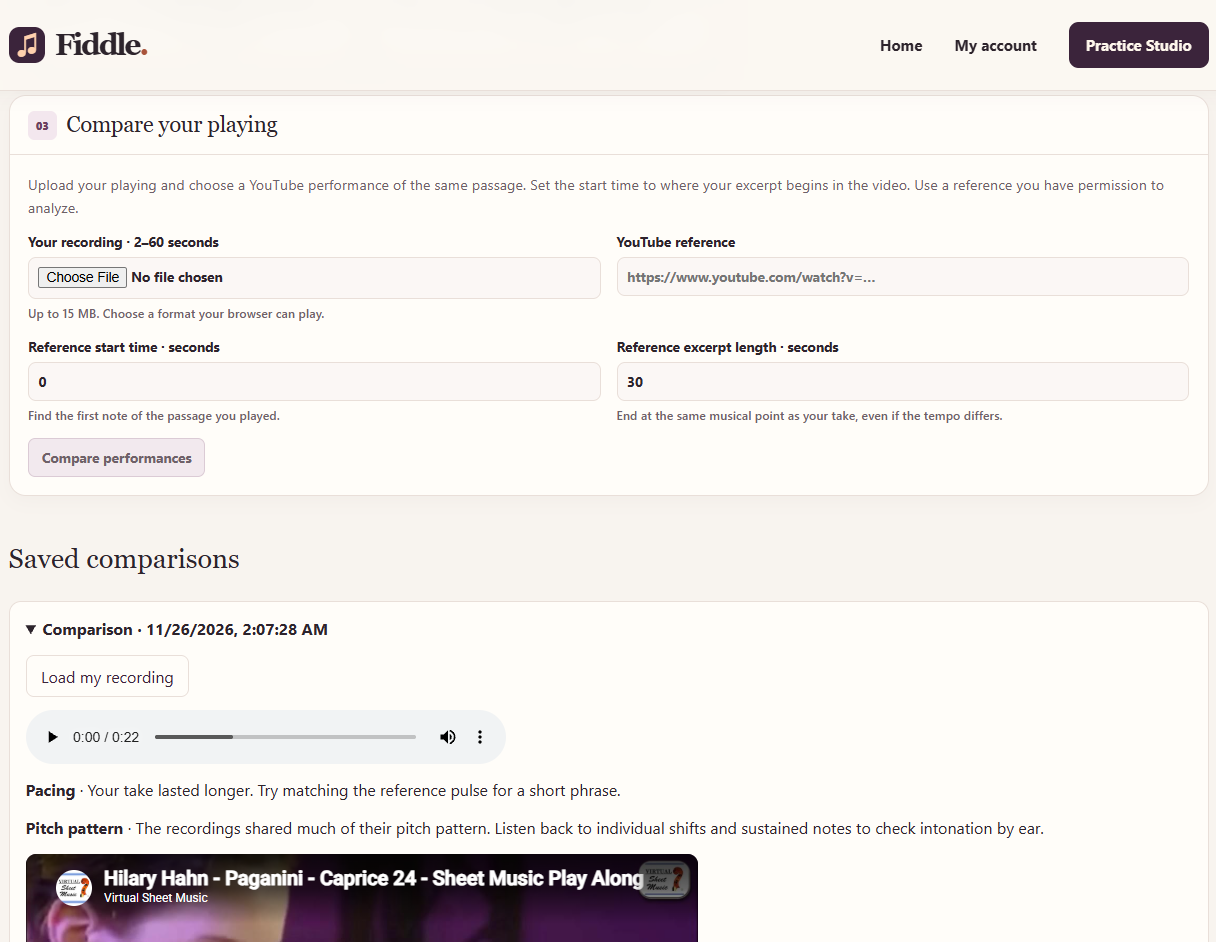 Fiddle.
Home
My account
Practice Studio
03
Compare your playing
Upload your playing and choose a YouTube performance of the same passage. Set the start time to where your excerpt begins in the video. Use a reference you have permission to
analyze.
Your recording · 2–60 seconds
YouTube reference
Choose File No file chosen
https://www.youtube.com/watch?v=...
Up to 15 MB. Choose a format your browser can play.
Reference start time · seconds
Reference excerpt length · seconds
0
30
Find the first note of the passage you played.
End at the same musical point as your take, even if the tempo differs.
Compare performances
Saved comparisons
Comparison · 11/26/2026, 2:07:28 AM
Load my recording
0:00 / 0:22
Pacing · Your take lasted longer. Try matching the reference pulse for a short phrase.
Pitch pattern · The recordings shared much of their pitch pattern. Listen back to individual shifts and sustained notes to check intonation by ear.
Hilary Hahn - Paganini - Caprice 24 - Sheet Music Play Along
Virtual Sheet Music
VIRTUAL
Sheet
Music
VIRTUAL
Sheet
Music